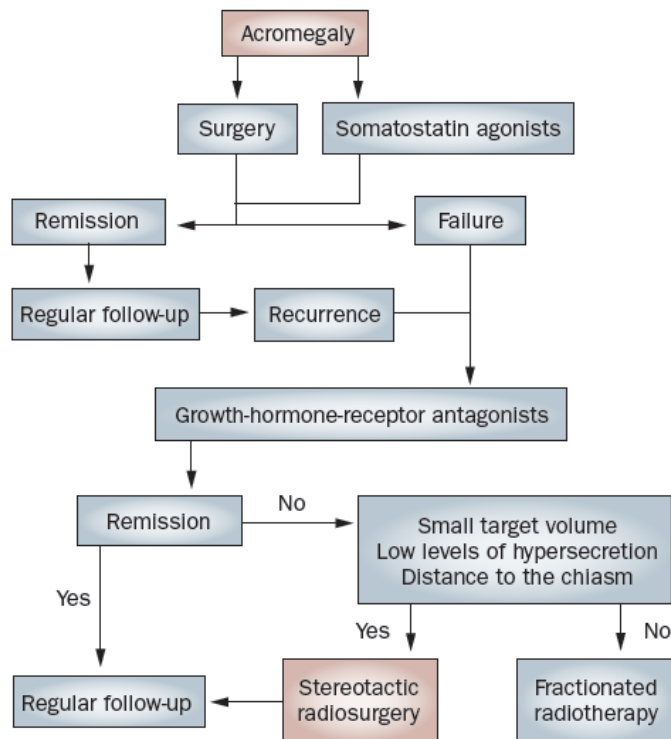 Acromegaly
Surgery
Somatostatin agonists
Remission
Failure
Regular follow-up
Recurrence
Growth-hormone-receptor antagonists
Remission
No
Small target volume
Low levels of hypersecretion
Distance to the chiasm
Yes
Yes
No
Regular follow-up
Stereotactic
radiosurgery
Fractionated
radiotherapy